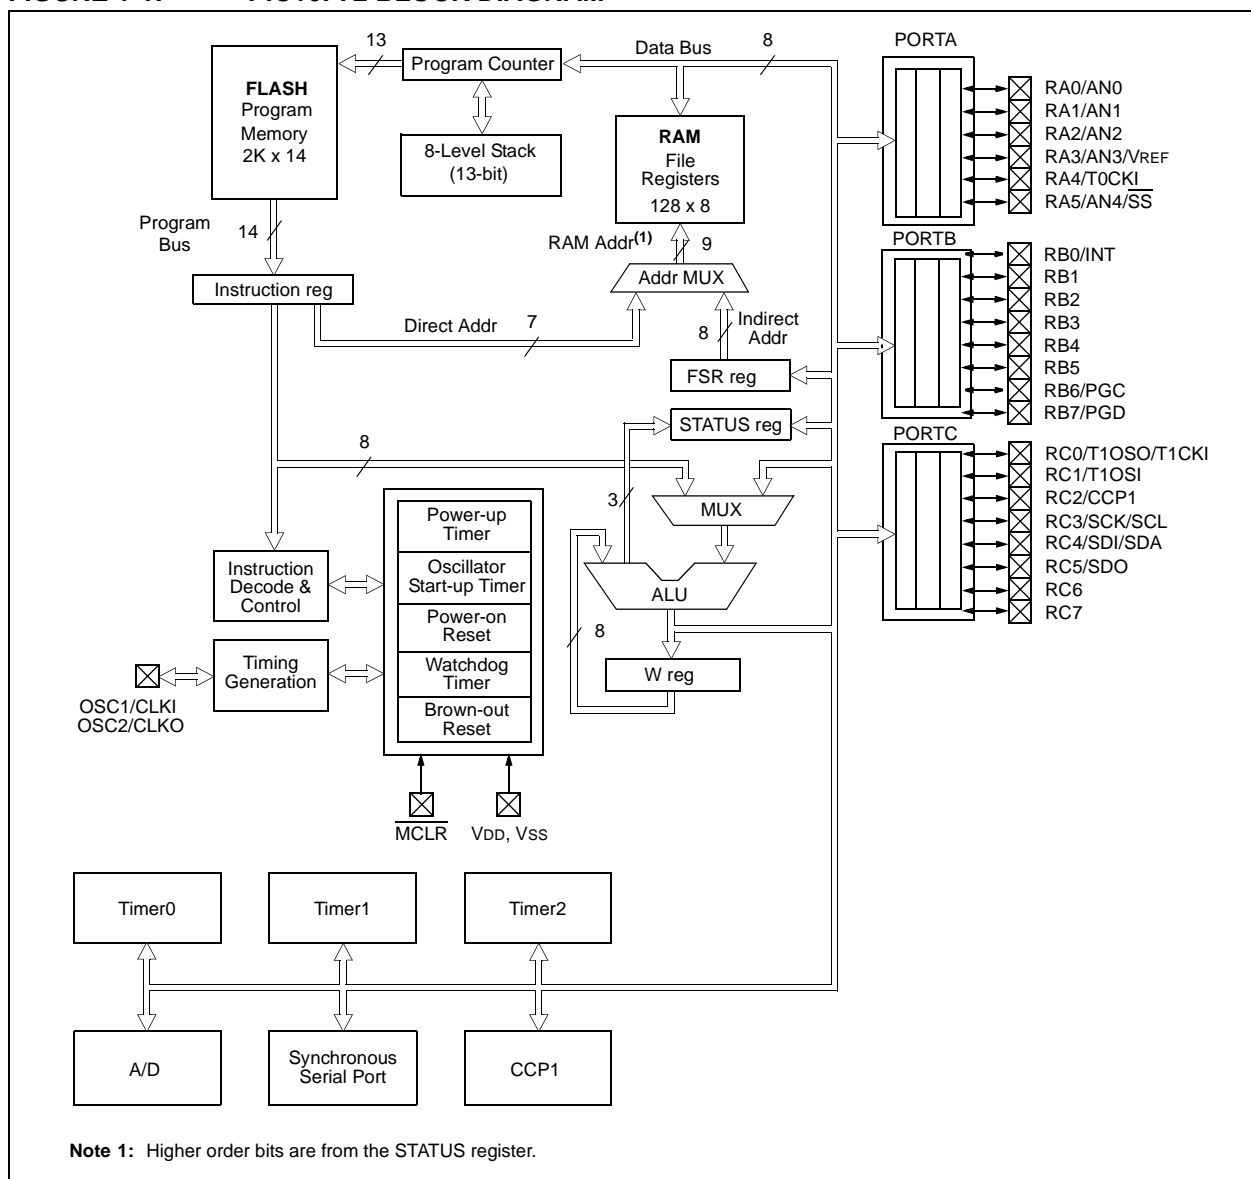 13
Data Bus
8
PORTA
FLASH
Program
Memory
2K x 14
Program Counter
8-Level Stack
(13-bit)
RAM
File
Registers
128 x 8
RA0/AN0
RA1/AN1
RA2/AN2
RA3/AN3/VREF
RA4/T0CKI
RA5/AN4/SS
Program
Bus
14
RAM Addr(1)
9
PORTB
Instruction reg
Addr MUX
Direct Addr
7
8
Indirect
Addr
FSR reg
STATUS reg
RB0/INT
RB1
RB2
RB3
RB4
RB5
RB6/PGC
RB7/PGD
PORTC
8
3
MUX
RC0/T1OSO/T1CKI
RC1/T1OSI
RC2/CCP1
RC3/SCK/SCL
RC4/SDI/SDA
RC5/SDO
RC6
RC7
Power-up
Timer
Oscillator
Start-up Timer
Power-on
Reset
Watchdog
Timer
Brown-out
Reset
Instruction
Decode &
Control
ALU
8
W reg
Timing
Generation
OSC1/CLKI
OSC2/CLKO
MCLR
VDD, VSS
Timer0
Timer1
Timer2
A/D
Synchronous
Serial Port
CCP1
Note 1: Higher order bits are from the STATUS register.